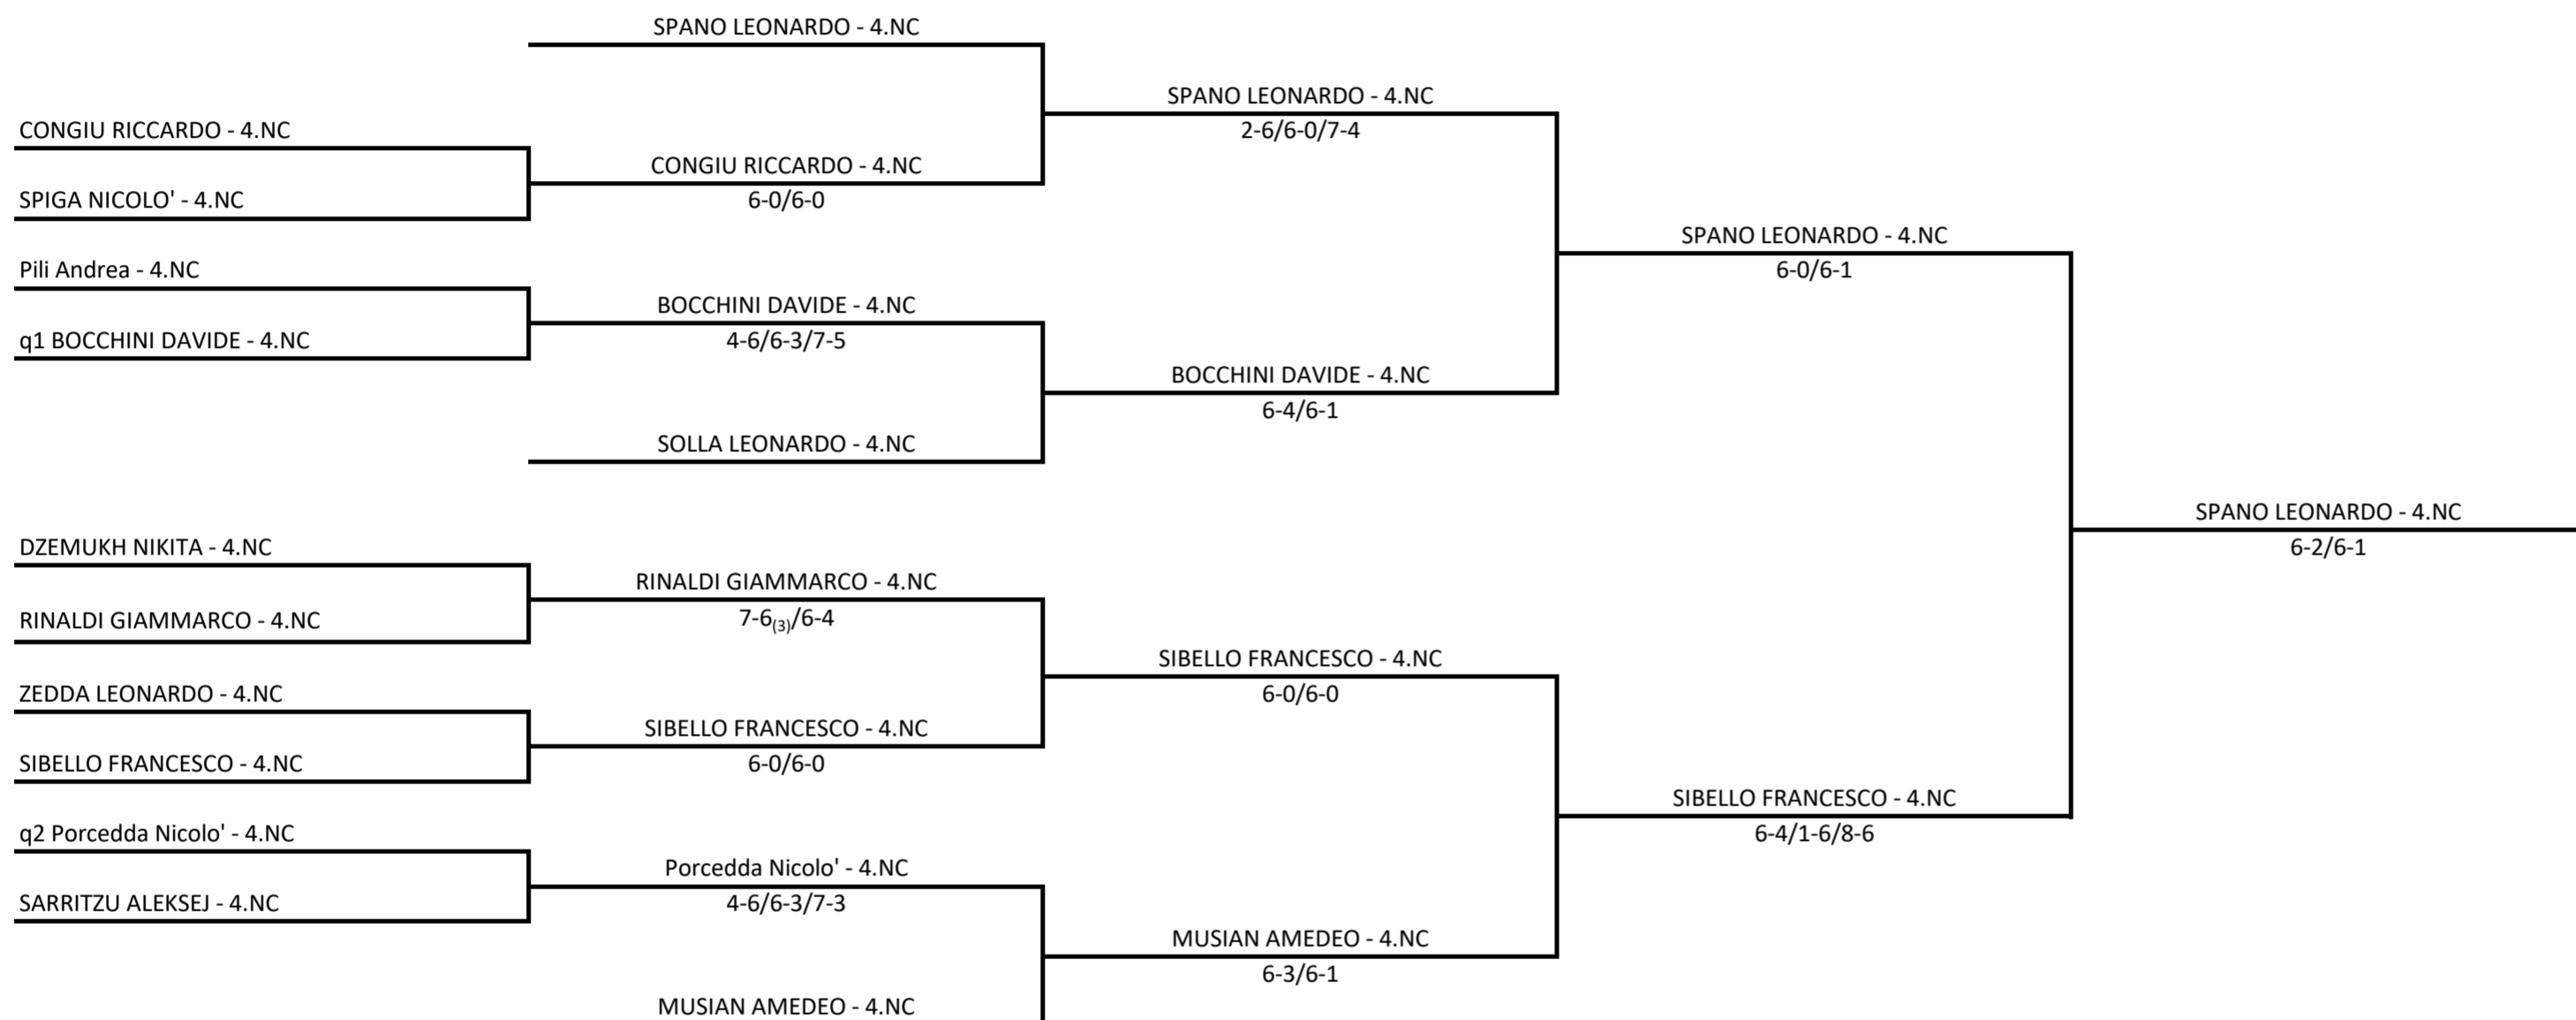 SPANO LEONARDO - 4.NC
SPANO LEONARDO - 4.NC
2-6/6-0/7-4
CONGIU RICCARDO - 4.NC
CONGIU RICCARDO - 4.NC
6-0/6-0
SPIGA NICOLO' - 4.NC
SPANO LEONARDO - 4.NC
6-0/6-1
Pili Andrea - 4.NC
BOCCHINI DAVIDE - 4.NC
4-6/6-3/7-5
q1 BOCCHINI DAVIDE - 4.NC
BOCCHINI DAVIDE - 4.NC
6-4/6-1
SOLLA LEONARDO - 4.NC
SPANO LEONARDO - 4.NC
6-2/6-1
DZEMUKH NIKITA - 4.NC
RINALDI GIAMMARCO - 4.NC
7-6(3)/6-4
RINALDI GIAMMARCO - 4.NC
SIBELLO FRANCESCO - 4.NC
6-0/6-0
ZEDDA LEONARDO - 4.NC
SIBELLO FRANCESCO - 4.NC
6-0/6-0
SIBELLO FRANCESCO - 4.NC
SIBELLO FRANCESCO - 4.NC
6-4/1-6/8-6
q2 Porcedda Nicolo' - 4.NC
Porcedda Nicolo' - 4.NC
4-6/6-3/7-3
SARRITZU ALEKSEJ - 4.NC
MUSIAN AMEDEO - 4.NC
6-3/6-1
MUSIAN AMEDEO - 4.NC